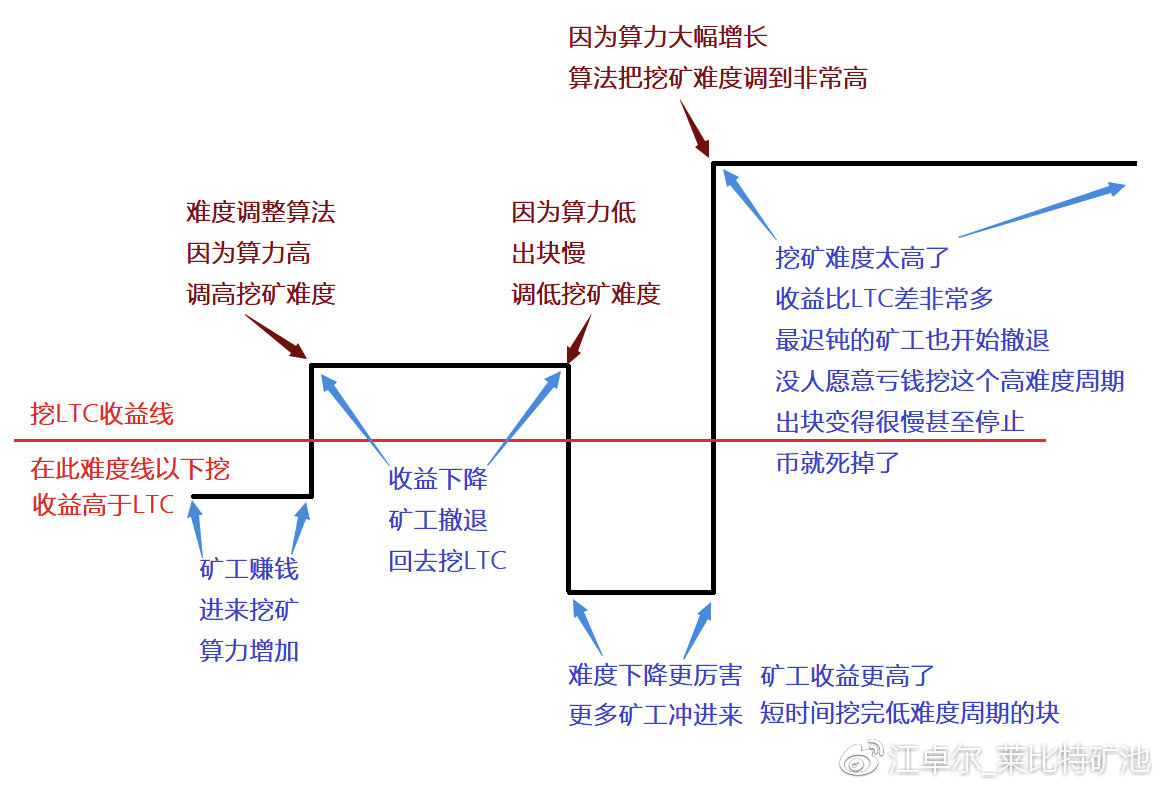 因为算力大幅增长
算法把挖矿难度调到非常高
难度调整算法
因为算力高
调高挖矿难度
因为算力低
出块慢
调低挖矿难度
挖矿难度太高了
收益比LTC差非常多
最迟钝的矿工也开始撤退
没人愿意亏钱挖这个高难度周期
出块变得很慢甚至停止
币就死掉了
挖LTC收益线
在此难度线以下挖
收益高于LTC
收益下降
矿工撤退
回去挖LTC
矿工赚钱
进来挖矿
算力增加
难度下降更厉害
更多矿工冲进来
矿工收益更高了
短时间挖完低难度周期的块
江卓尔_莱比特矿池